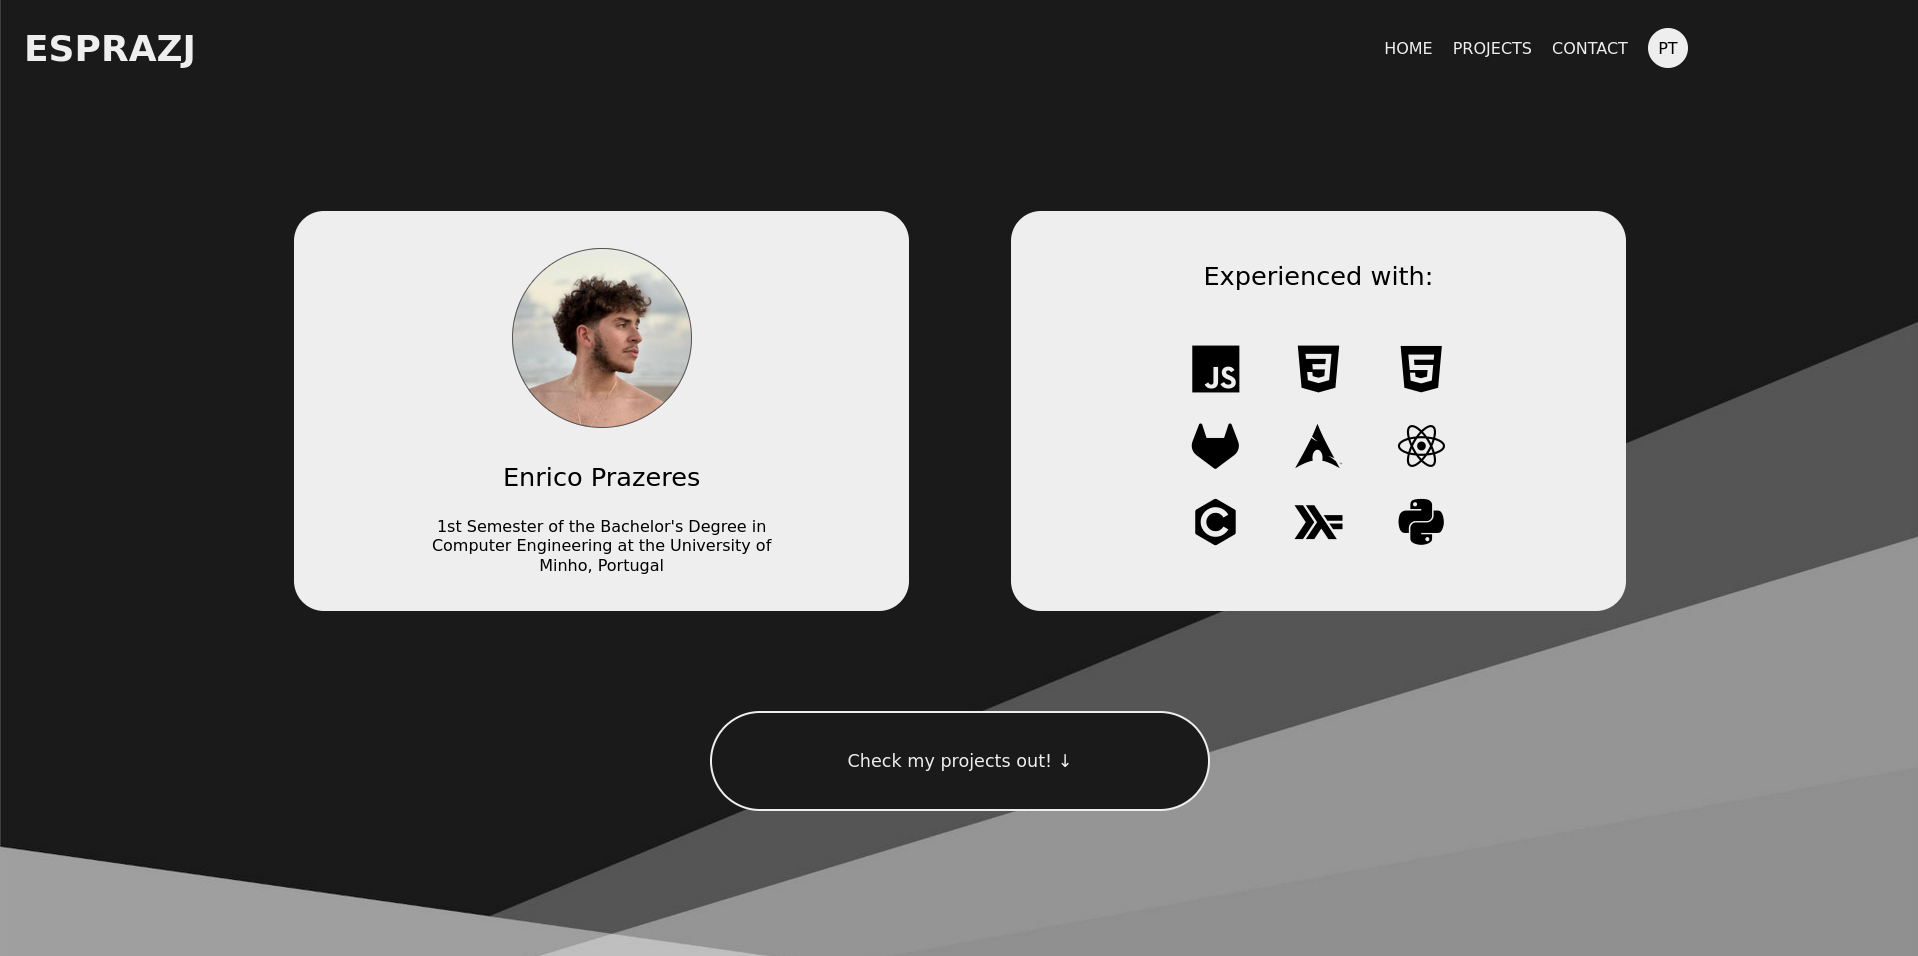 ESPRAZJ
HOME PROJECTS CONTACT PT
Enrico Prazeres
1st Semester of the Bachelor's Degree in
Computer Engineering at the University of
Minho, Portugal
Experienced with:
JS
Check my projects out! ↓